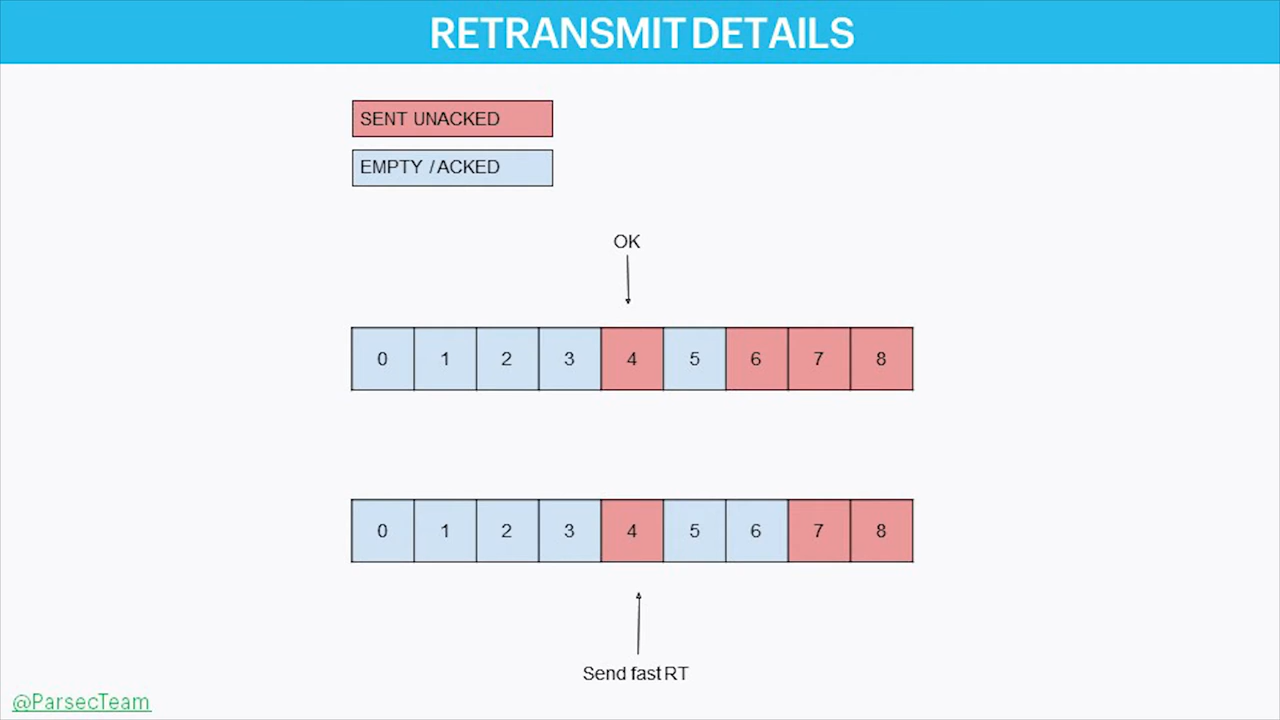 RETRANSMIT DETAILS
SENT UNACKED
EMPTY / ACKED
OK
0 1 2 3 4 5 6 7 8
0 1 2 3 4 5 6 7 8
Send fast RT
@ParsecTeam